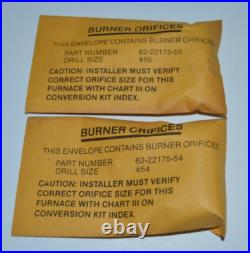 BURNER ORIFICES
THIS ENVELOPE CONTAINS BURNER ORIFICES
PART NUMBER 62-22175-55
DRILL SIZE #55
CAUTION: INSTALLER MUST VERIFY
CORRECT ORIFICE SIZE FOR THIS
FURNACE WITH CHART III ON
CONVERSION KIT INDEX.
BURNER ORIFICES
THIS ENVELOPE CONTAINS BURNER ORIFICES
PART NUMBER 62-22175-54
DRILL SIZE #54
CAUTION: INSTALLER MUST VERIFY
CORRECT ORIFICE SIZE FOR THIS
FURNACE WITH CHART III ON
CONVERSION KIT INDEX.